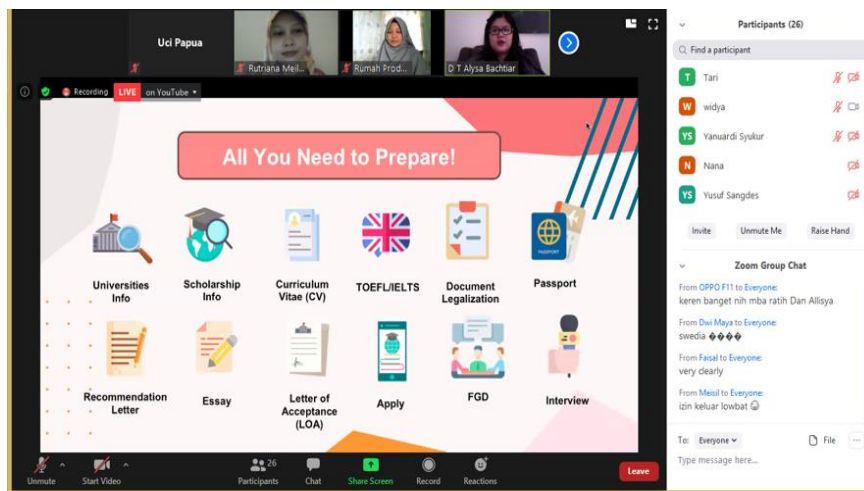 Uci Papua
Rutriana Meil...
Rumah Prod...
D T Alysa Bachtiar
Recording
LIVE on YouTube
All You Need to Prepare!
Universities
Info
Scholarship
Info
Curriculum
Vitae (CV)
TOEFL/IELTS
Document
Legalization
Passport
PASSPORT
Recommendation
Letter
Essay
Letter of
Acceptance
(LOA)
Apply
FGD
Interview
Unmute
Start Video
26
Participants
Chat
Share Screen
Record
Reactions
Leave
Participants (26)
Find a participant
T Tari
W widya
YS Yanuardi Syukur
N Nana
YS Yusuf Sangdes
Invite
Unmute Me
Raise Hand
Zoom Group Chat
From OPPO F11 to Everyone:
keren banget nih mba ratih Dan Allisya
From Dwi Maya to Everyone:
swedia ����
From Faisal to Everyone:
very clearly
From Meisil to Everyone:
izin keluar lowbat
To: Everyone
File
Type message here...